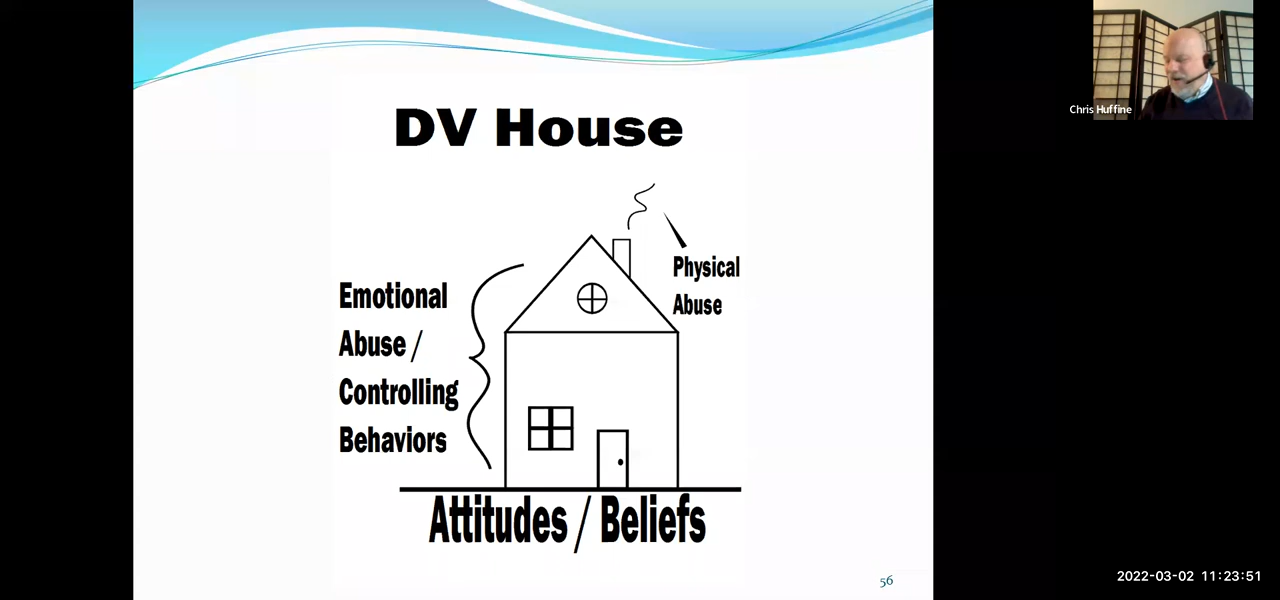 DV House
Physical
Abuse
Emotional
Abuse /
Controlling
Behaviors
Attitudes / Beliefs
56
Chris Huffine
2022-03-02 11:23:51